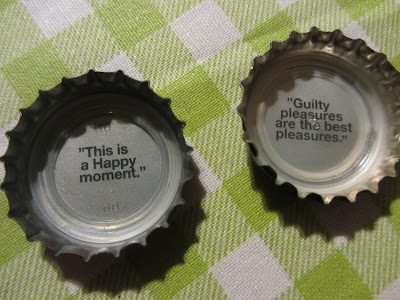 "This is
a Happy
moment."
"Guilty
pleasures
are the best
pleasures."